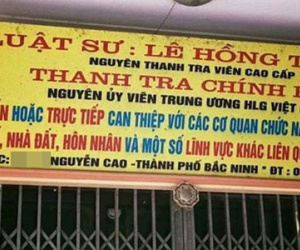 LUẬT SƯ : LÊ HỒNG
NGUYÊN THANH TRA VIÊN CAO CẤP
THANH TRA CHÍNH
NGUYÊN ỦY VIÊN TRUNG ƯƠNG HLG VIỆT
HOẶC TRỰC TIẾP CAN THIỆP VỚI CÁC CƠ QUAN CHỨC
, NHÀ ĐẤT, HÔN NHÂN VÀ MỘT SỐ LĨNH VỰC KHÁC LIÊN
C: NGUYỄN CAO -THÀNH PHỐ BẮC NINH * ĐT : 0